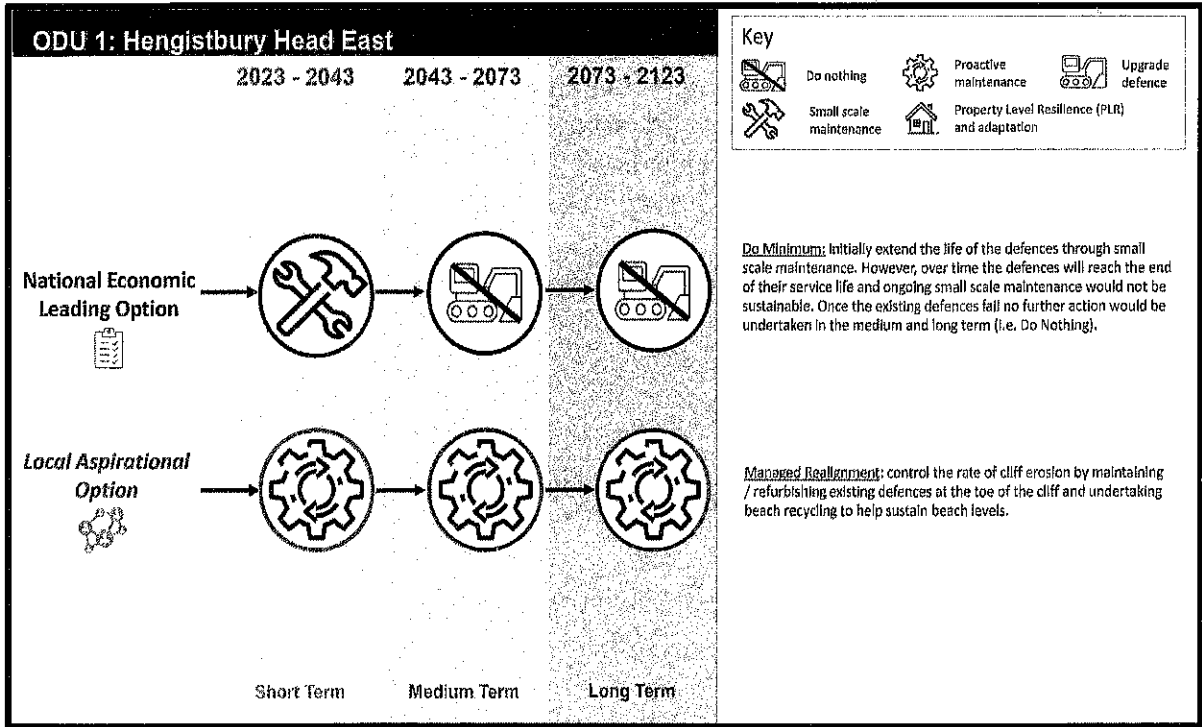 ODU 1: Hengistbury Head East
2023 - 2043
2043 - 2073
2073 - 2123
Key
Do nothing
Proactive
maintenance
Upgrade
defence
Small scale
maintenance
Property Level Resilience (PLR)
and adaptation
National Economic
Leading Option
Do Minimum: Initially extend the life of the defences through small
scale maintenance. However, over time the defences will reach the end
of their service life and ongoing small scale maintenance would not be
sustainable. Once the existing defences fail no further action would be
undertaken in the medium and long term (i.e. Do Nothing).
Local Aspirational
Option
Managed Realignment: control the rate of cliff erosion by maintaining
/ refurbishing existing defences at the toe of the cliff and undertaking
beach recycling to help sustain beach levels.
Short Term
Medium Term
Long Term